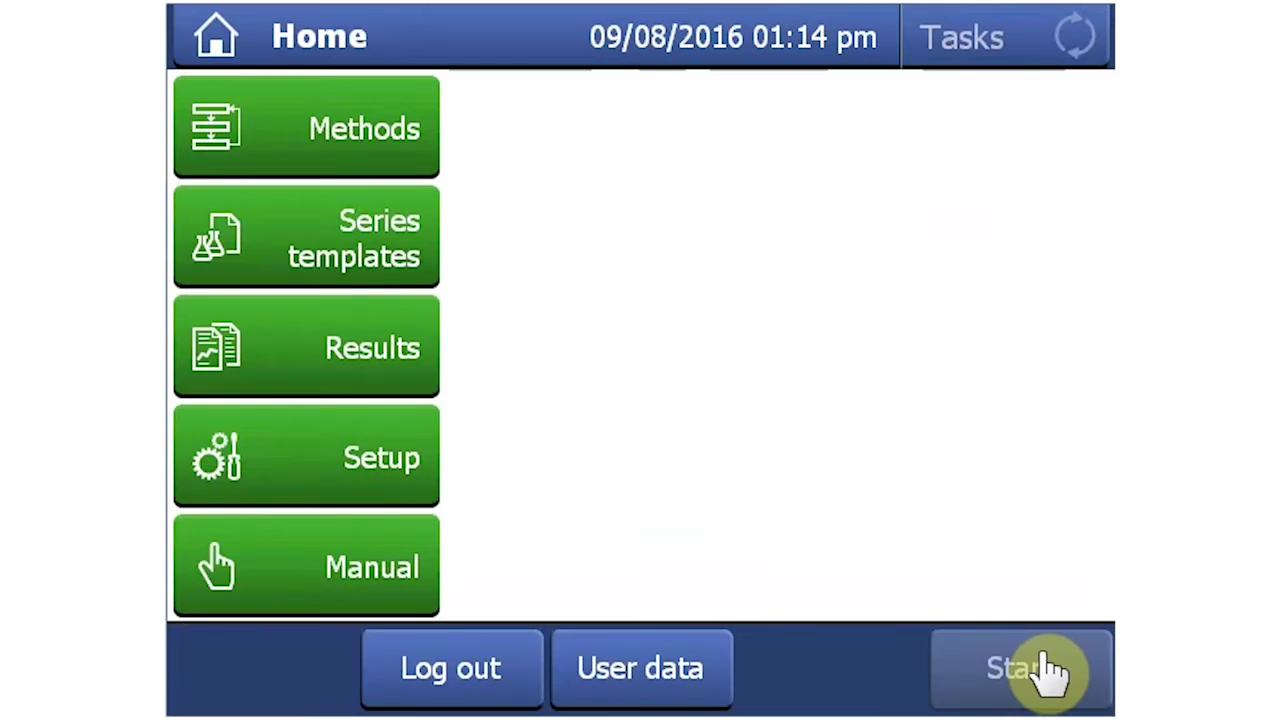 Home 09/08/2016 01:14 pm Tasks
Methods
Series
templates
Results
Setup
Manual
Log out User data